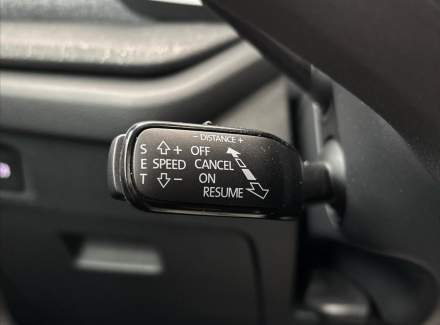 - DISTANCE +
S + OFF
E SPEED CANCEL
T - ON
RESUME